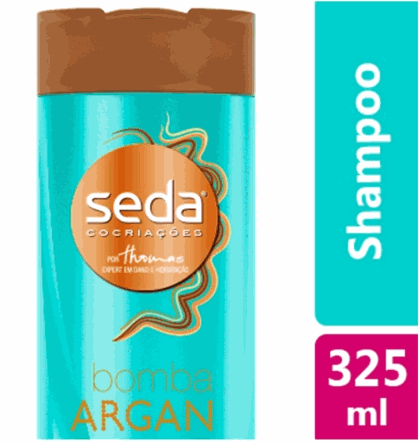 seda®
COCRIAÇÕES
POR Thomas
EXPERT EM DANO E HIDRATAÇÃO
bomba
ARGAN
Shampoo
325
ml